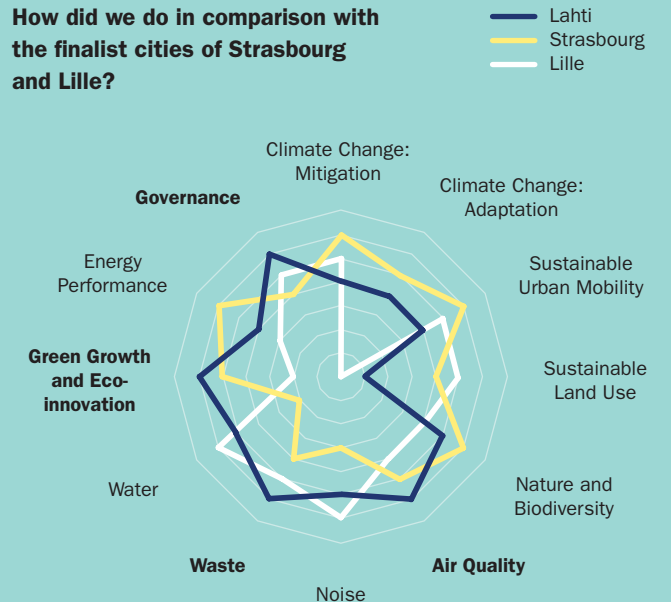 How did we do in comparison with
the finalist cities of Strasbourg
and Lille?
Lahti
Strasbourg
Lille
Climate Change:
Mitigation
Climate Change:
Adaptation
Sustainable
Urban Mobility
Sustainable
Land Use
Nature and
Biodiversity
Air Quality
Noise
Waste
Water
Green Growth
and Eco-
innovation
Energy
Performance
Governance